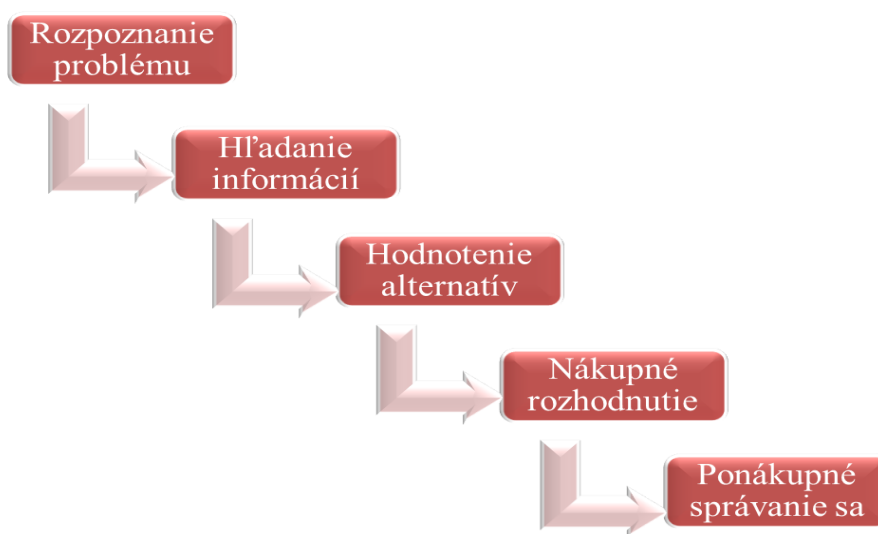 Rozpoznanie
problému
Hľadanie
informácií
Hodnotenie
alternatív
Nákupné
rozhodnutie
Ponákupné
správanie sa